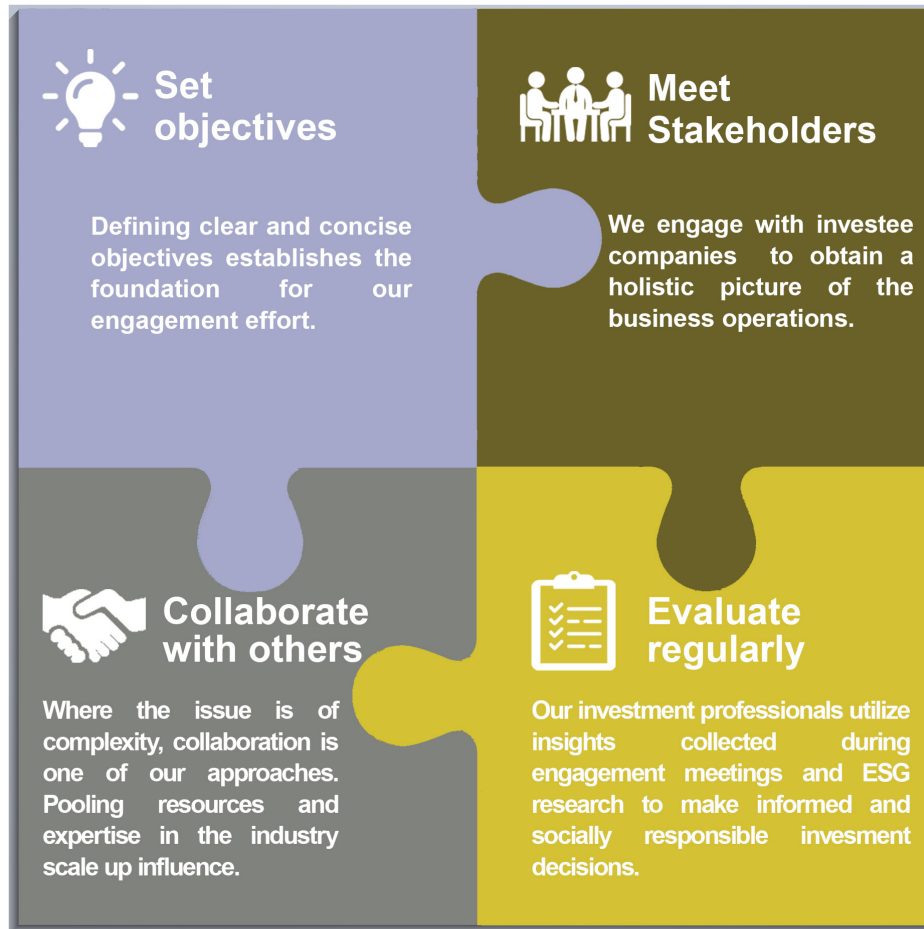 Set
objectives
Defining clear and concise
objectives establishes the
foundation for our
engagement effort.
Meet
Stakeholders
We engage with investee
companies to obtain a
holistic picture of the
business operations.
Collaborate
with others
Where the issue is of
complexity, collaboration is
one of our approaches.
Pooling resources and
expertise in the industry
scale up influence.
Evaluate
regularly
Our investment professionals utilize
insights collected during
engagement meetings and ESG
research to make informed and
socially responsible invesment
decisions.